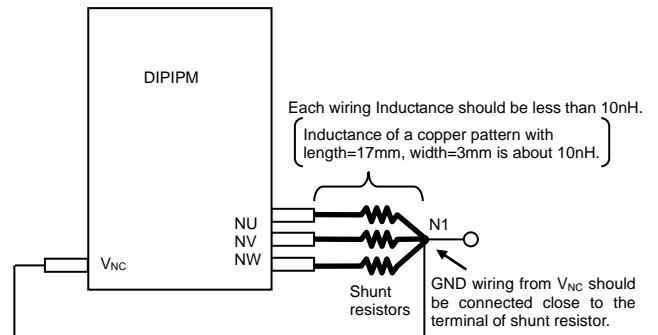 DIPIPM
Each wiring Inductance should be less than 10nH.
Inductance of a copper pattern with
length=17mm, width=3mm is about 10nH.
NU
NV
NW
N1
VNC
Shunt
resistors
GND wiring from VNC should
be connected close to the
terminal of shunt resistor.